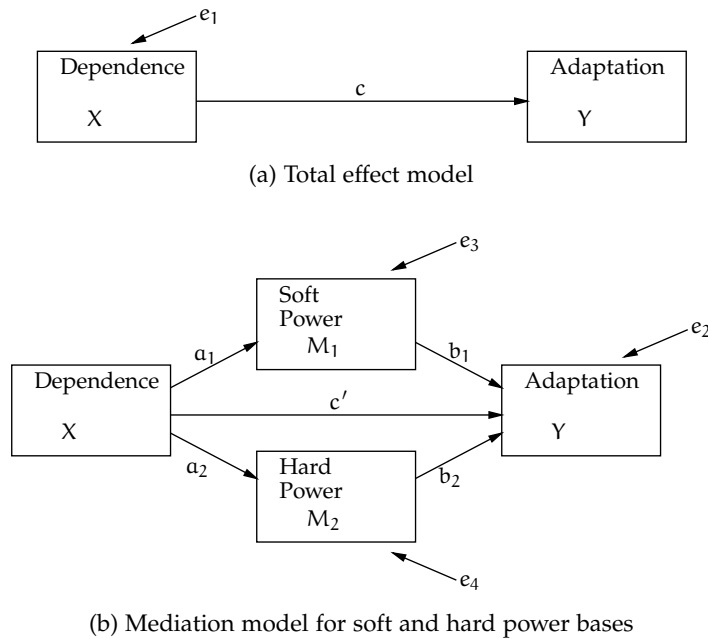 e₁
Dependence
X
c
Adaptation
Y
(a) Total effect model
e₃
Soft
Power
M₁
a₁
b₁
e₂
Dependence
X
c′
Adaptation
Y
a₂
Hard
Power
M₂
b₂
e₄
(b) Mediation model for soft and hard power bases